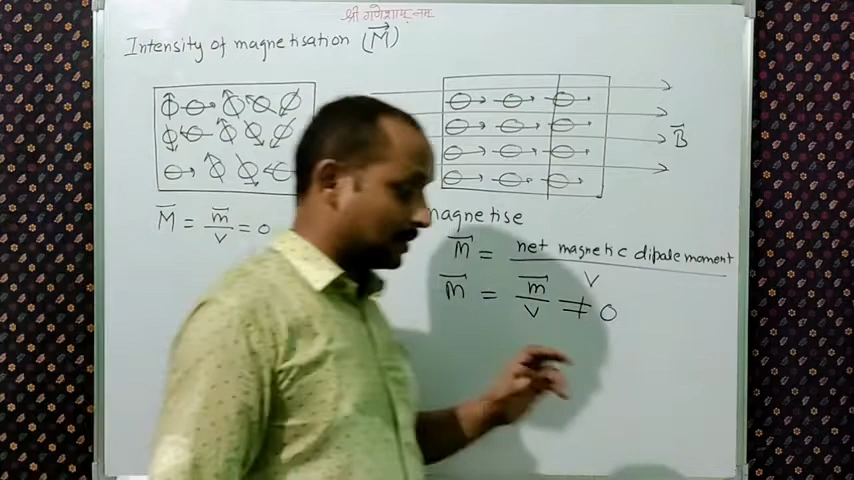 श्री गणेशाय् नमः
Intensity of magnetisation (M⃗)
B⃗
M⃗ = m⃗/v = 0
magnetise
M⃗ = net magnetic dipole moment / V
M⃗ = m⃗/v ≠ 0